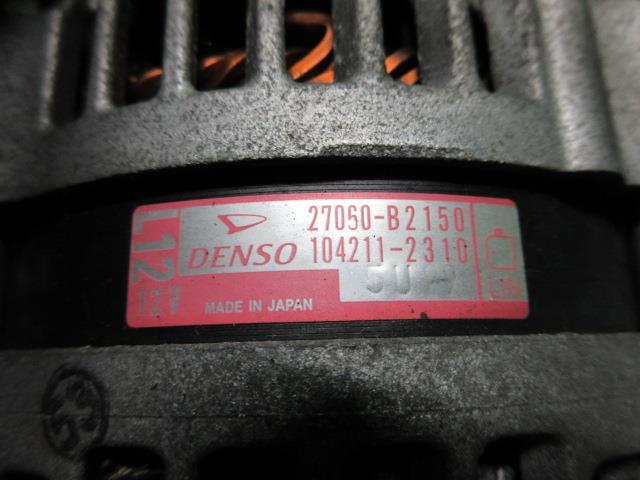 L12
12V
27060-B2150
DENSO 104211-2310
MADE IN JAPAN